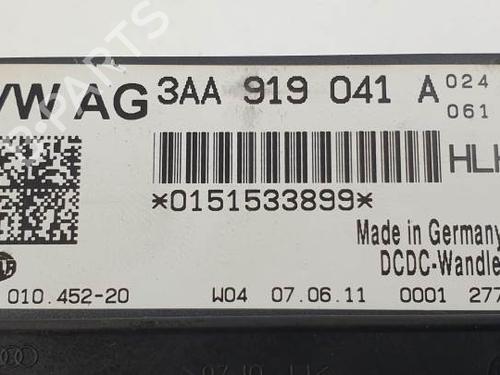 VW AG 3AA 919 041 A 024
061
HLK
*0151533899*
Made in Germany
DCDC-Wandle
010.452-20 W04 07.06.11 0001 277